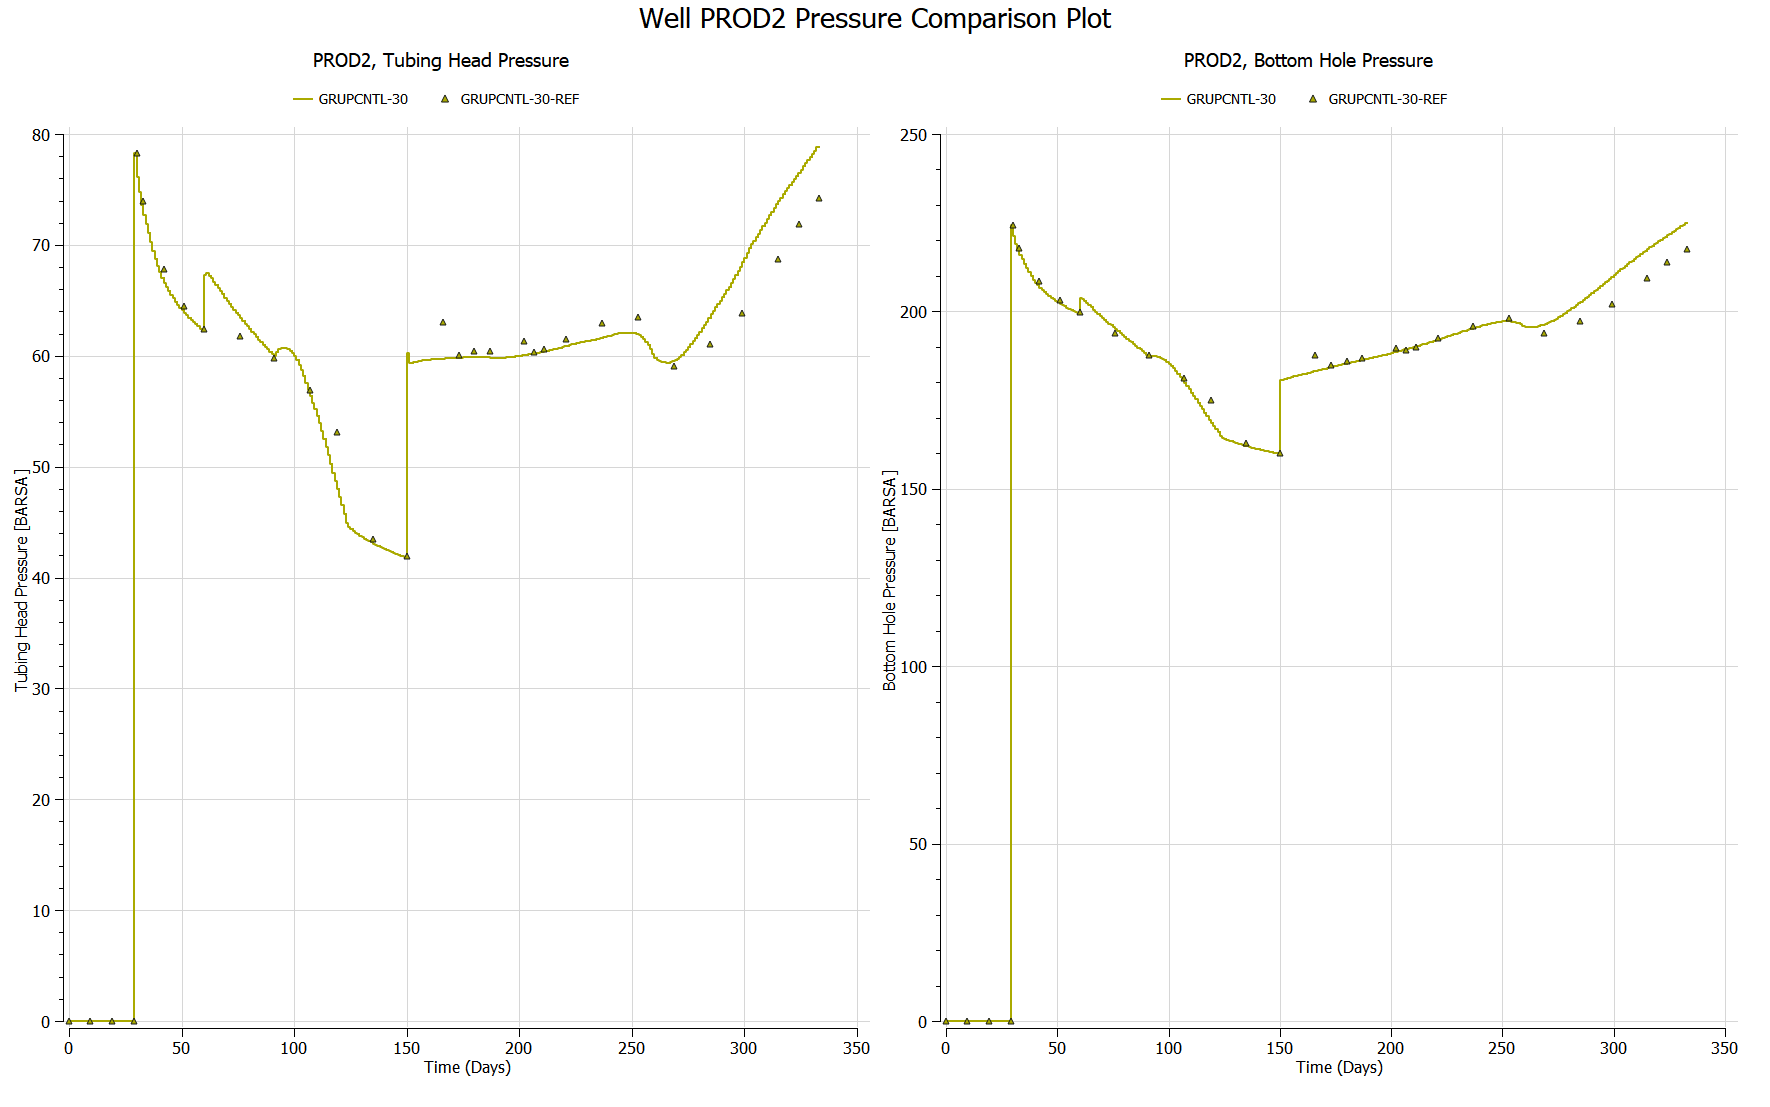 Well PROD2 Pressure Comparison Plot
PROD2, Tubing Head Pressure
GRUPCNTL-30 GRUPCNTL-30-REF
80
70
60
50
40
30
20
10
0
Tubing Head Pressure [BARSA]
0 50 100 150 200 250 300 350
Time (Days)
PROD2, Bottom Hole Pressure
GRUPCNTL-30 GRUPCNTL-30-REF
250
200
150
100
50
0
Bottom Hole Pressure [BARSA]
0 50 100 150 200 250 300 350
Time (Days)